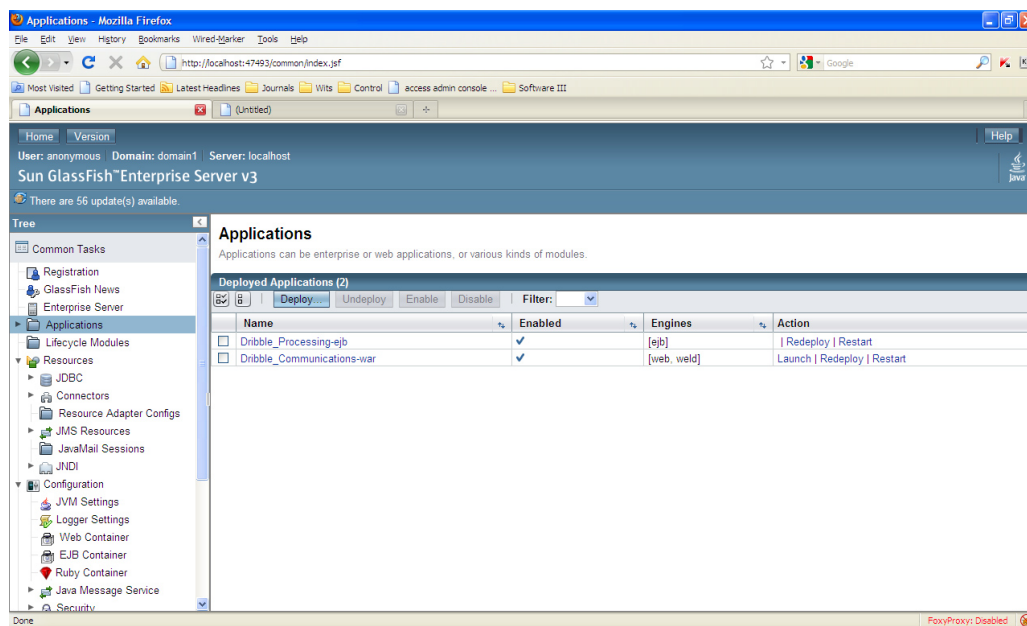 Applications - Mozilla Firefox
File Edit View History Bookmarks Wired-Marker Tools Help
http://localhost:47493/common/index.jsf
Google
Most Visited Getting Started Latest Headlines Journals Wits Control access admin console ... Software III
Applications (Untitled)
Home Version Help
User: anonymous Domain: domain1 Server: localhost
Sun GlassFish™ Enterprise Server v3
Java
There are 56 update(s) available.
Tree
Common Tasks
Registration
GlassFish News
Enterprise Server
Applications
Lifecycle Modules
Resources
JDBC
Connectors
Resource Adapter Configs
JMS Resources
JavaMail Sessions
JNDI
Configuration
JVM Settings
Logger Settings
Web Container
EJB Container
Ruby Container
Java Message Service
Security
Applications
Applications can be enterprise or web applications, or various kinds of modules.
Deployed Applications (2)
Deploy... Undeploy Enable Disable Filter:
Name Enabled Engines Action
Dribble_Processing-ejb [ejb] | Redeploy | Restart
Dribble_Communications-war [web, weld] Launch | Redeploy | Restart
Done FoxyProxy: Disabled